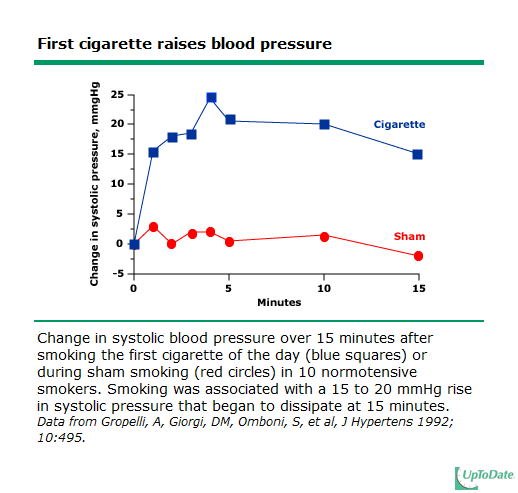 First cigarette raises blood pressure
Change in systolic pressure, mmgHg
25
20
15
10
5
0
-5
Cigarette
Sham
0
5
10
15
Minutes
Change in systolic blood pressure over 15 minutes after
smoking the first cigarette of the day (blue squares) or
during sham smoking (red circles) in 10 normotensive
smokers. Smoking was associated with a 15 to 20 mmHg rise
in systolic pressure that began to dissipate at 15 minutes.
Data from Gropelli, A, Giorgi, DM, Omboni, S, et al, J Hypertens 1992;
10:495.
UpToDate